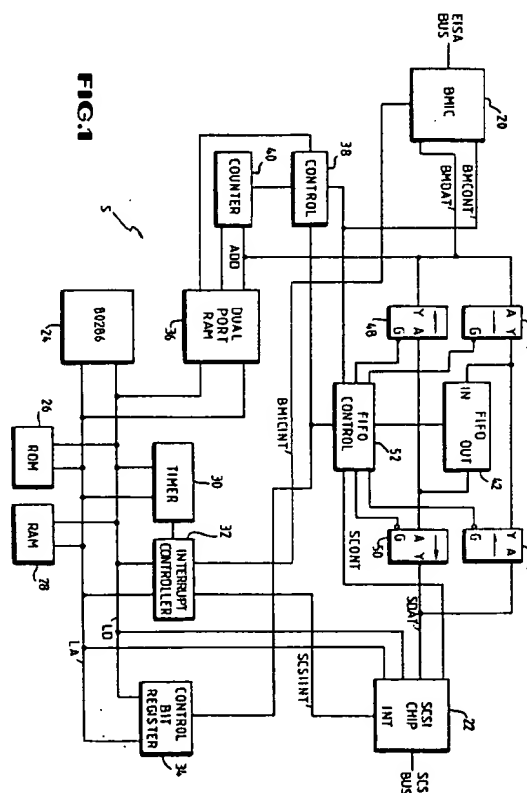 EISA
BUS
BMIC
20
BMCONT
BMDAT
A Y
Y A
G
48
FIFO
IN
OUT
42
Y A
A Y
G
50
SDAT
SCONT
SCSI
CHIP
INT
22
SCS
BUS
38
CONTROL
40
COUNTER
ADD
DUAL
PORT
RAM
36
FIFO
CONTROL
52
BMICINT
SCSIINT
S
80286
24
26
ROM
RAM
28
TIMER
30
32
INTERRUPT
CONTROLLER
LD
LA
CONTROL
BIT
REGISTER
34
FIG.1